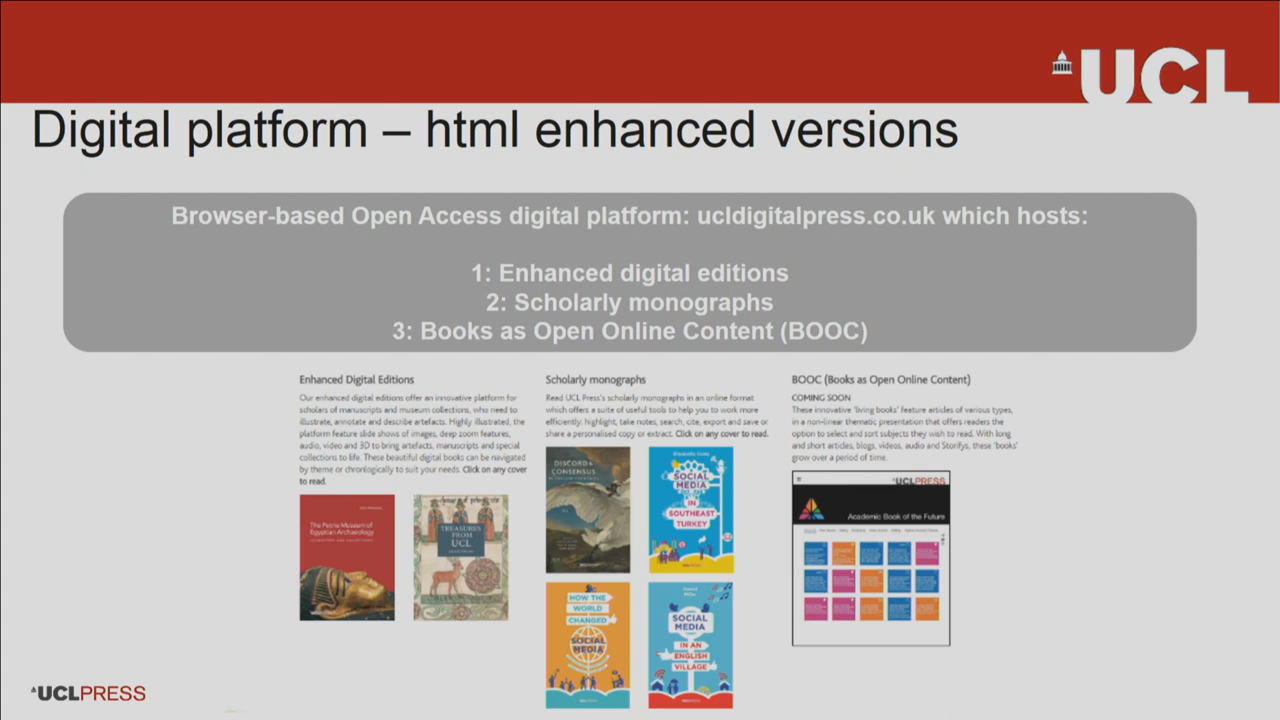 UCL
Digital platform – html enhanced versions
Browser-based Open Access digital platform: ucldigitalpress.co.uk which hosts:
1: Enhanced digital editions
2: Scholarly monographs
3: Books as Open Online Content (BOOC)
Enhanced Digital Editions
Our enhanced digital editions offer an innovative platform for
scholars of manuscripts and museum collections, who need to
illustrate, annotate and describe artefacts. Highly illustrated, the
platform feature slide shows of images, deep zoom features,
audio, video and 3D to bring artefacts, manuscripts and special
collections to life. These beautiful digital books can be navigated
by theme or chronologically to suit your needs. Click on any cover
to read.
The Petrie Museum of
Egyptian Archaeology
TREASURES
FROM
UCL
Scholarly monographs
Read UCL Press's scholarly monographs in an online format
which offers a suite of useful tools to help you to work more
efficiently: highlight, take notes, search, cite, export and save or
share a personalised copy or extract. Click on any cover to read.
DISCORD &
CONSENSUS
SOCIAL
MEDIA
IN
SOUTHEAST
TURKEY
HOW THE
WORLD
CHANGED
SOCIAL
MEDIA
SOCIAL
MEDIA
IN AN
ENGLISH
VILLAGE
BOOC (Books as Open Online Content)
COMING SOON
These innovative 'living books' feature articles of various types,
in a non-linear thematic presentation that offers readers the
option to select and sort subjects they wish to read. With long
and short articles, blogs, videos, audio and Storifys, these 'books'
grow over a period of time.
UCLPRESS
Academic Book of the Future
UCLPRESS